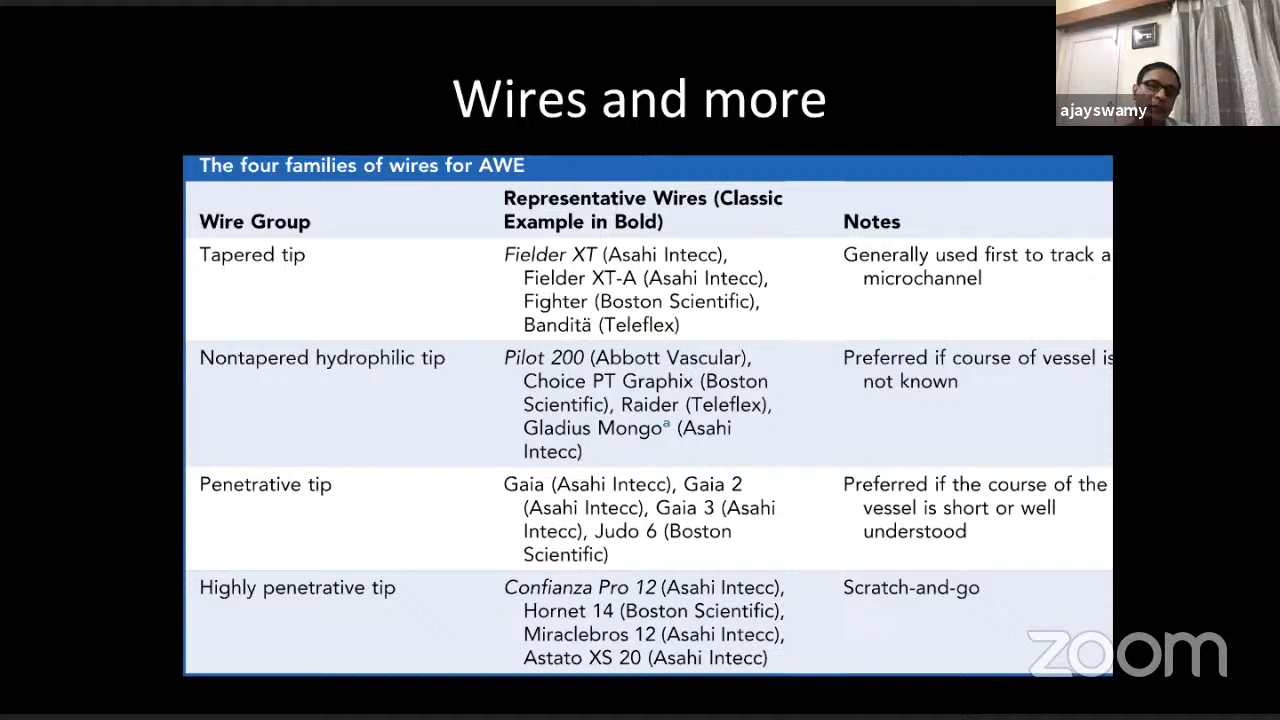 Wires and more
ajayswamy
The four families of wires for AWE
Wire Group
Representative Wires (Classic
Example in Bold)
Notes
Tapered tip
Fielder XT (Asahi Intecc),
Fielder XT-A (Asahi Intecc),
Fighter (Boston Scientific),
Banditä (Teleflex)
Generally used first to track a
microchannel
Nontapered hydrophilic tip
Pilot 200 (Abbott Vascular),
Choice PT Graphix (Boston
Scientific), Raider (Teleflex),
Gladius Mongoª (Asahi
Intecc)
Preferred if course of vessel is
not known
Penetrative tip
Gaia (Asahi Intecc), Gaia 2
(Asahi Intecc), Gaia 3 (Asahi
Intecc), Judo 6 (Boston
Scientific)
Preferred if the course of the
vessel is short or well
understood
Highly penetrative tip
Confianza Pro 12 (Asahi Intecc),
Hornet 14 (Boston Scientific),
Miraclebros 12 (Asahi Intecc),
Astato XS 20 (Asahi Intecc)
Scratch-and-go
zoom